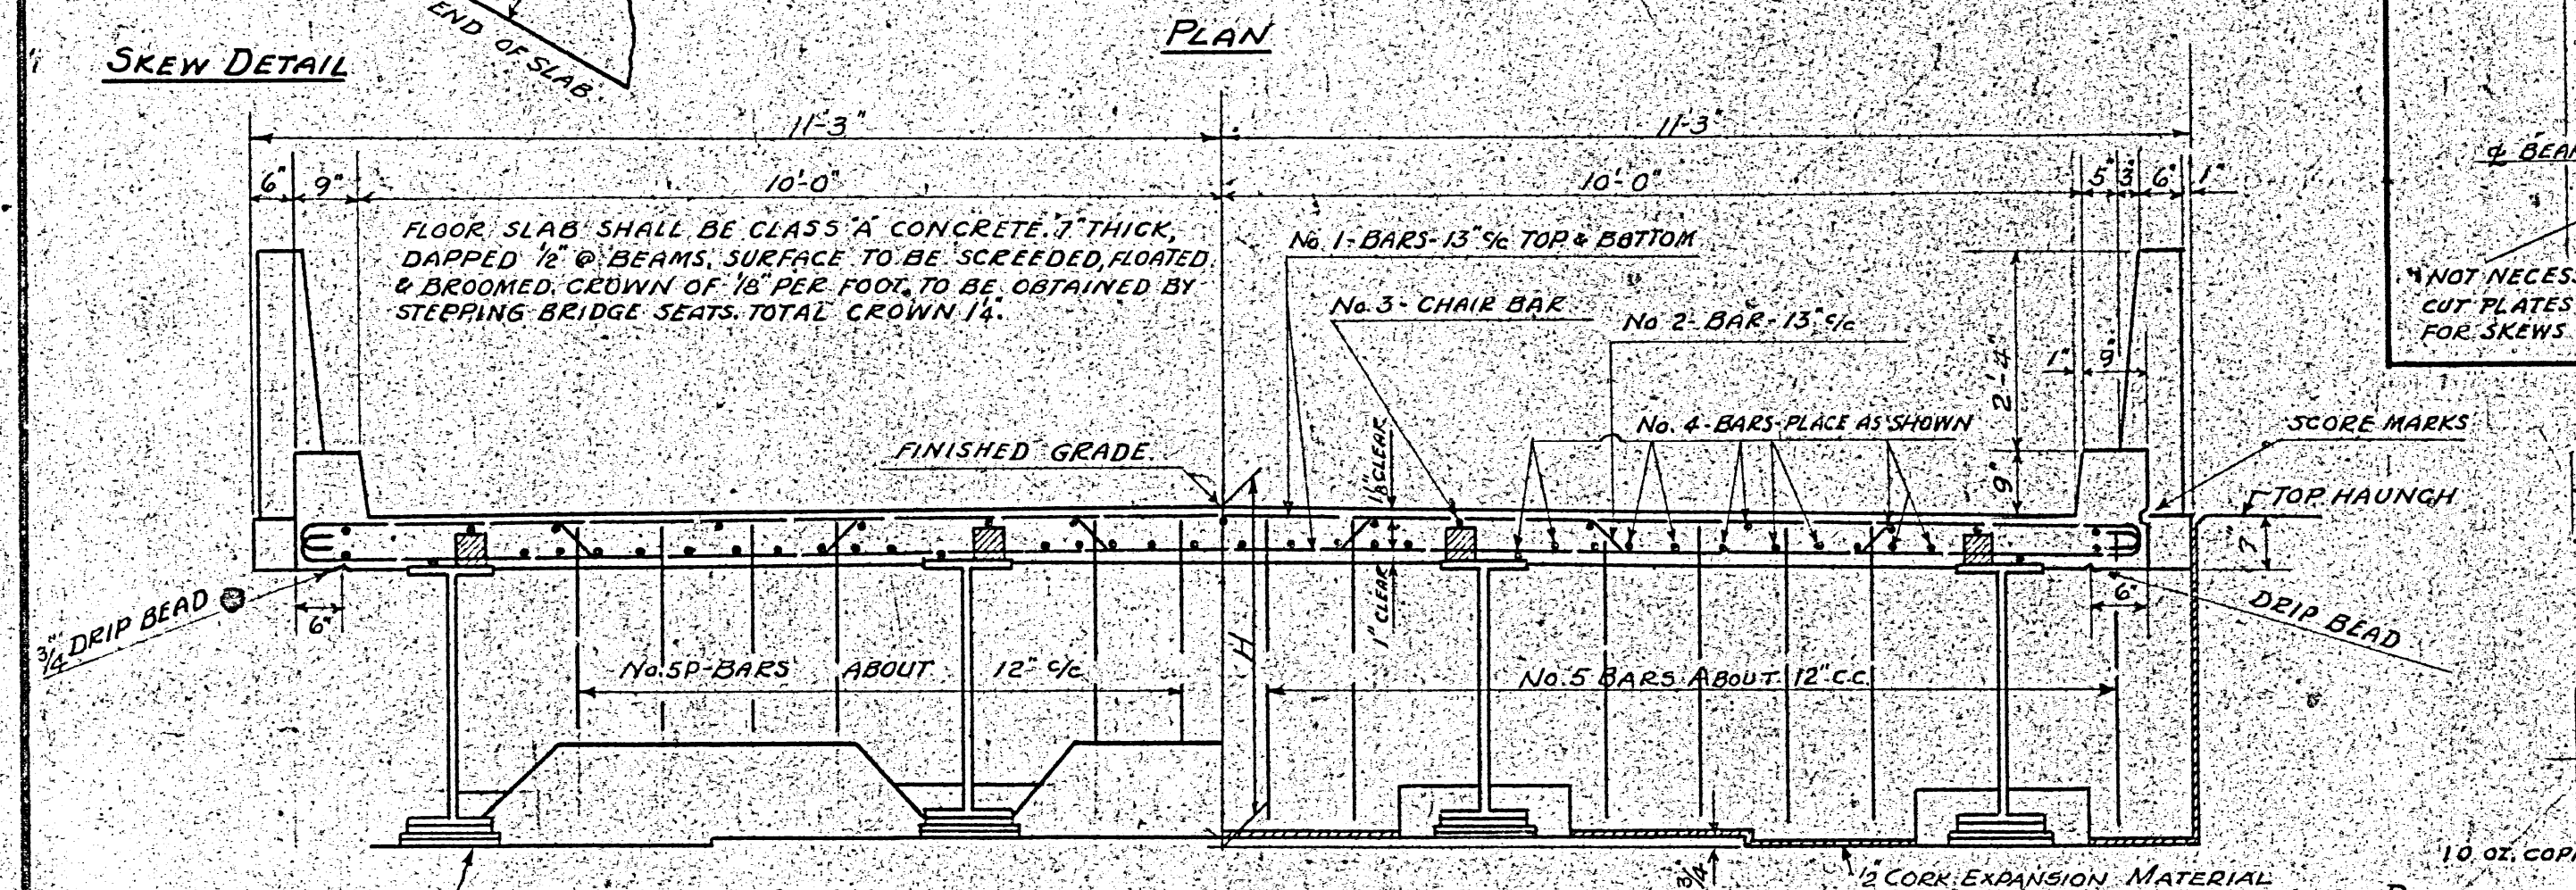 SKEW DETAIL
END OF SLAB
PLAN
11'-3"
11'-3"
6" 9" 10'-0" 10'-0" 5" 3" 6" 1"
₵ BEAM
FLOOR SLAB SHALL BE CLASS "A" CONCRETE. 7" THICK,
DAPPED 1/2" @ BEAMS, SURFACE TO BE SCREEDED, FLOATED
& BROOMED. CROWN OF 1/8" PER FOOT, TO BE OBTAINED BY
STEPPING BRIDGE SEATS. TOTAL CROWN 1 1/4".
No. 1-BARS-13" c/c TOP & BOTTOM
No. 3 - CHAIR BAR
No 2-BAR-13" c/c
NOT NECES
CUT PLATES
FOR SKEWS
2'-4"
1" 9"
No. 4-BARS-PLACE AS SHOWN
SCORE MARKS
FINISHED GRADE.
CLEAR
9"
TOP HAUNCH
7"
3/4" DRIP BEAD
6"
1" CLEAR
6"
DRIP BEAD
H
No. 5P-BARS ABOUT 12" c/c
No. 5 BARS ABOUT 12" C.C.
3/4"
1/2" CORK EXPANSION MATERIAL
10 OZ. COP